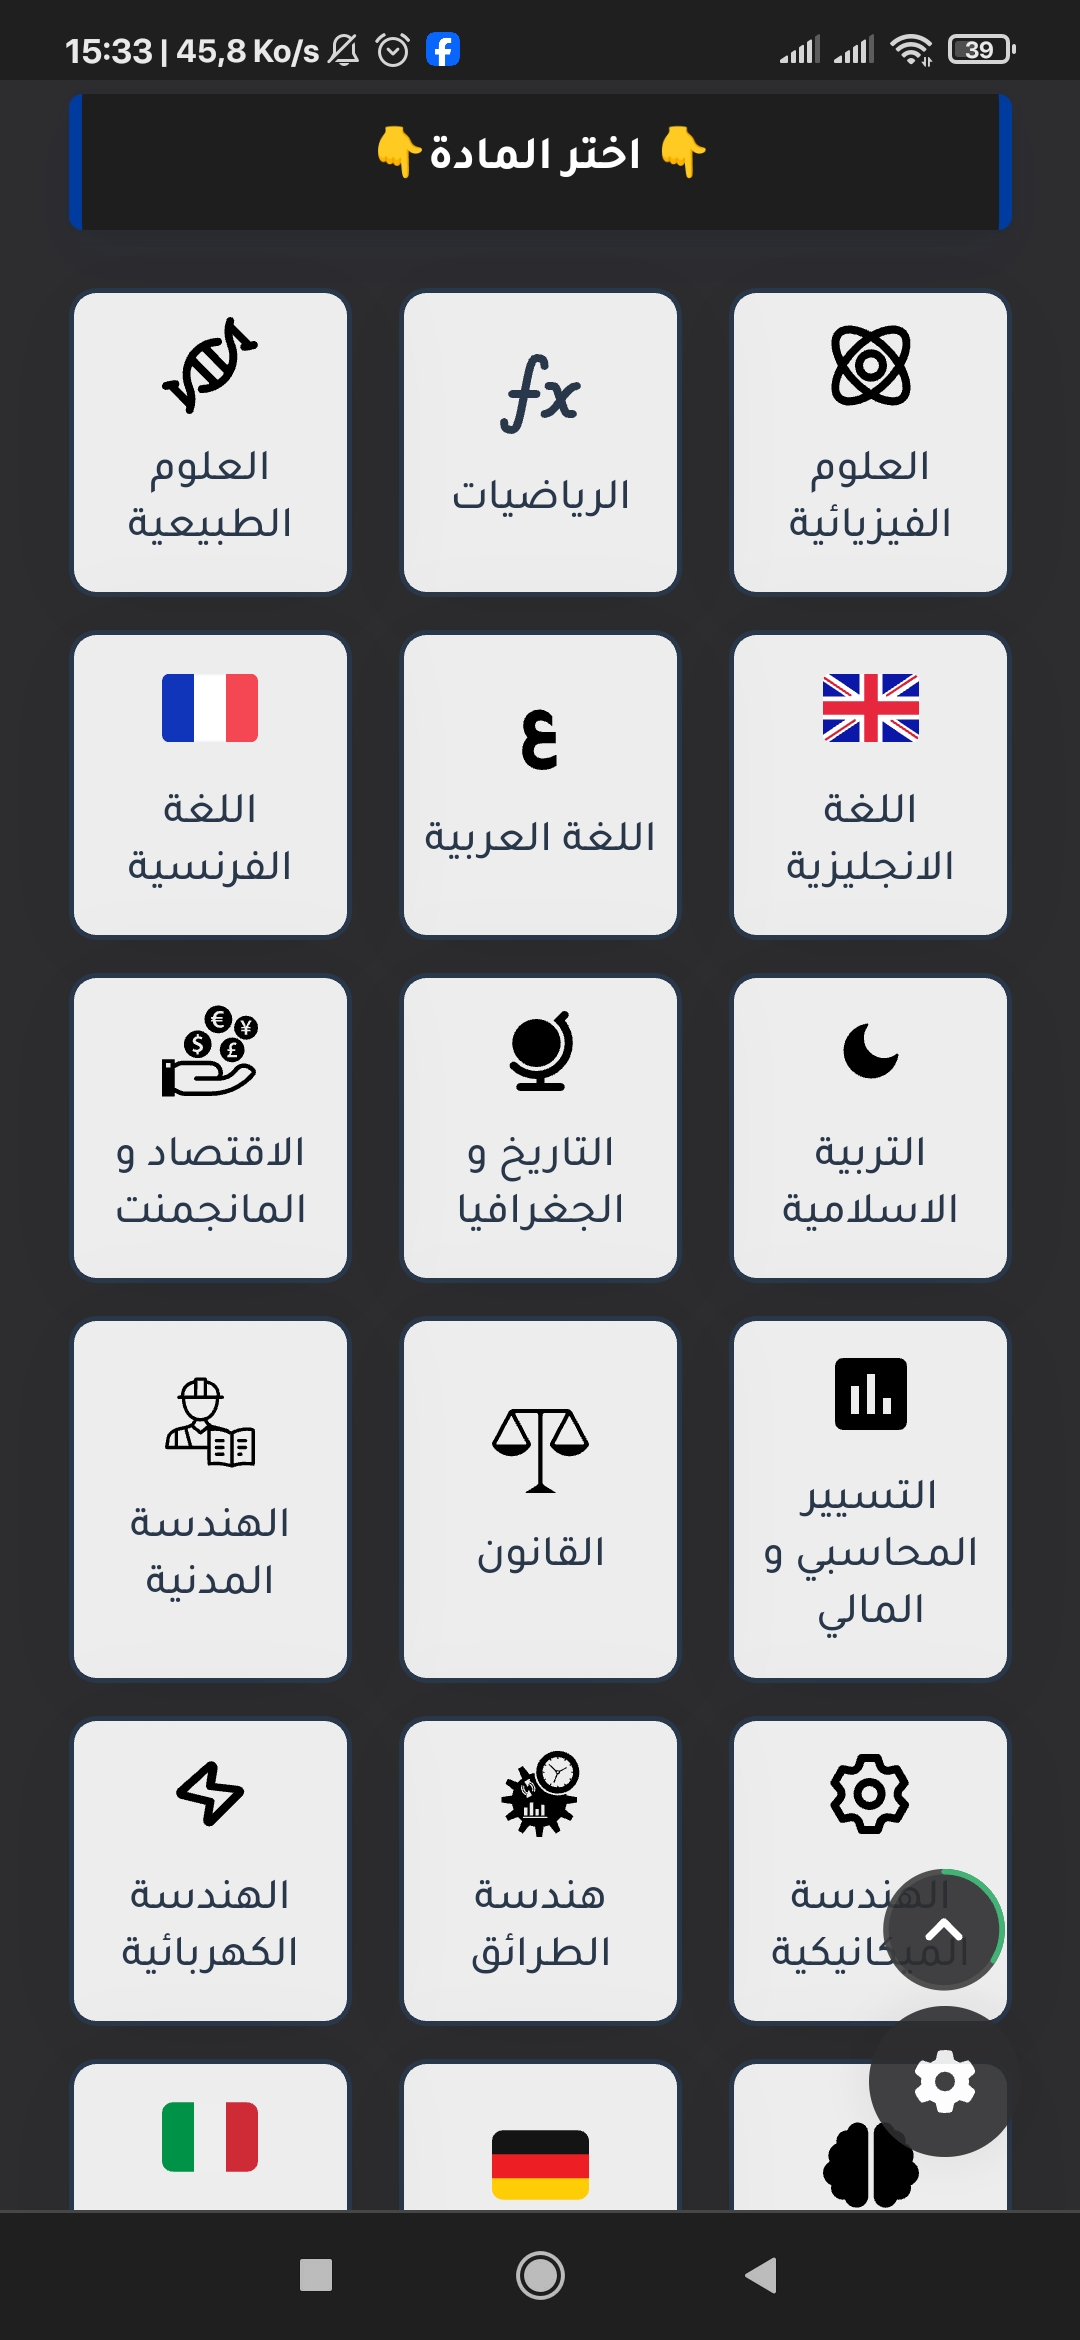 15:33 | 45,8 Ko/s
39
👇 اختر المادة👇
العلوم
الفيزيائية
fx
الرياضيات
العلوم
الطبيعية
اللغة
الانجليزية
ع
اللغة العربية
اللغة
الفرنسية
التربية
الاسلامية
التاريخ و
الجغرافيا
€ ¥ $ £
الاقتصاد و
المانجمنت
التسيير
المحاسبي و
المالي
القانون
الهندسة
المدنية
الهندسة
الميكانيكية
هندسة
الطرائق
الهندسة
الكهربائية